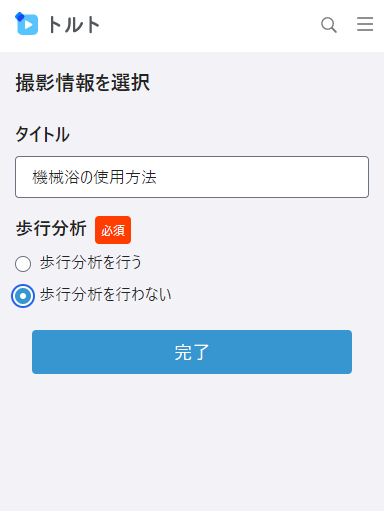 トルト
撮影情報を選択
タイトル
機械浴の使用方法
歩行分析 必須
歩行分析を行う
歩行分析を行わない
完了